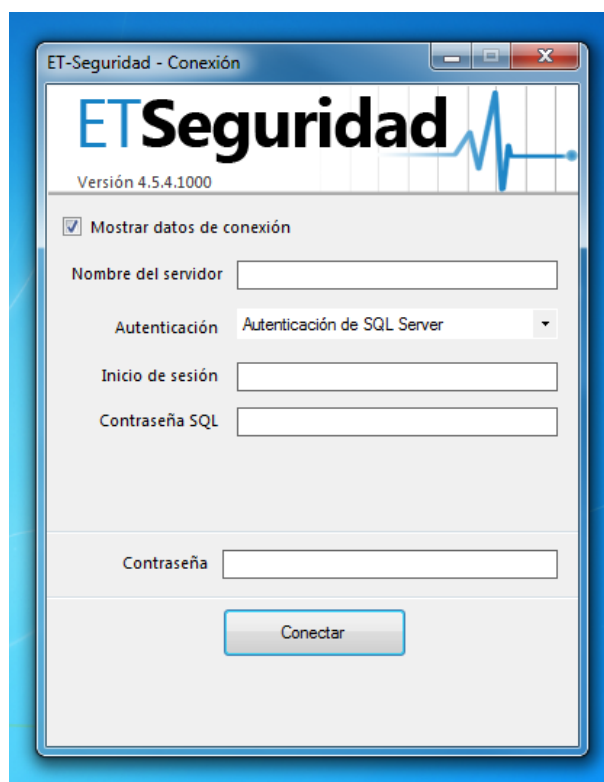 ET-Seguridad - Conexión
ETSeguridad
Versión 4.5.4.1000
Mostrar datos de conexión
Nombre del servidor
Autenticación Autenticación de SQL Server
Inicio de sesión
Contraseña SQL
Contraseña
Conectar